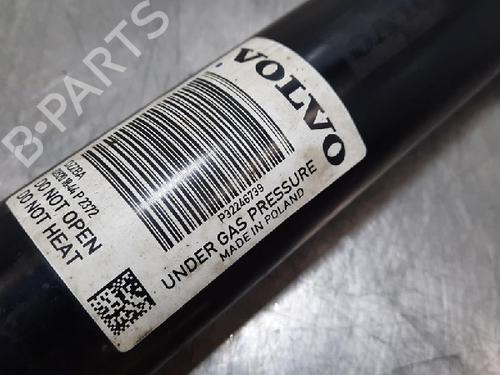 B-PARTS
VOLVO
P32246739
UNDER GAS PRESSURE
MADE IN POLAND
DO NOT OPEN
DO NOT HEAT